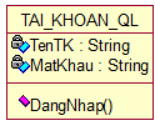 TAI_KHOAN_QL
TenTK : String
MatKhau : String
DangNhap()